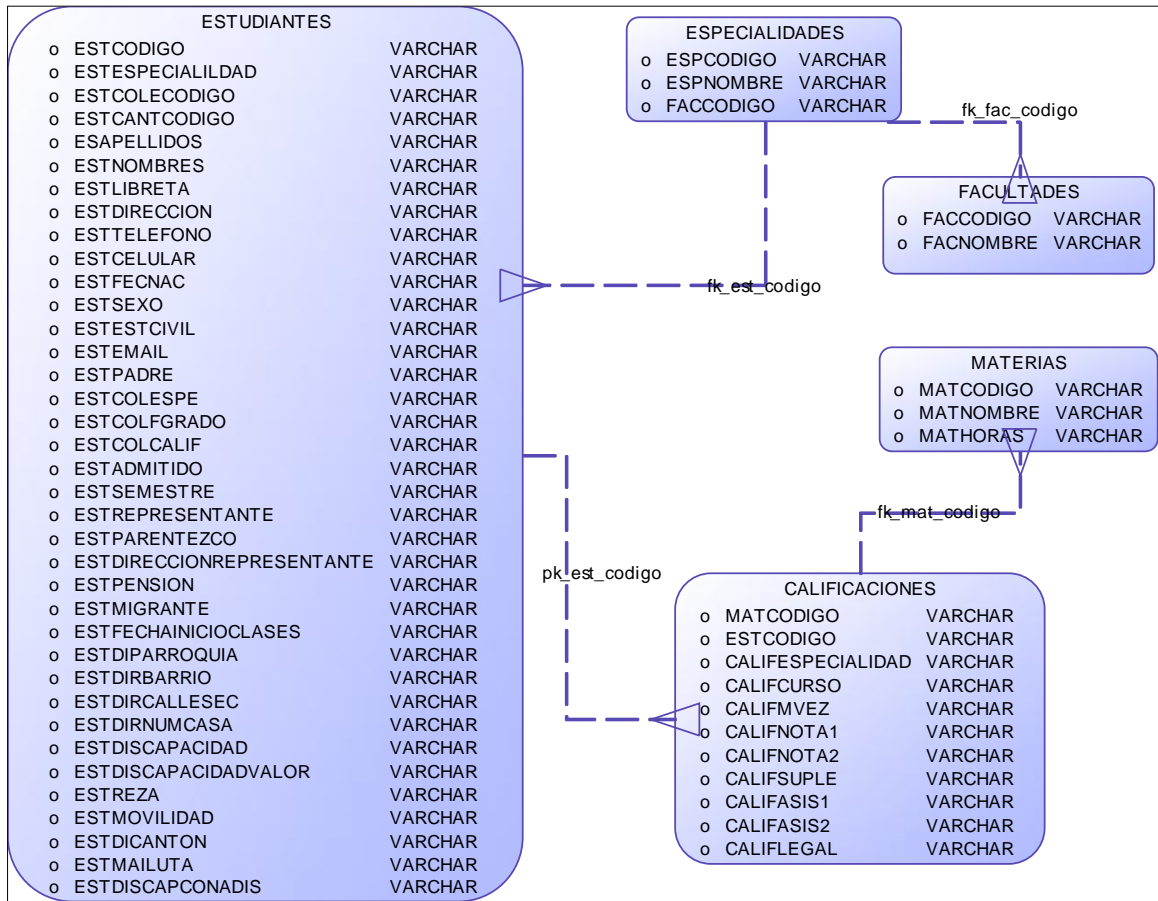 ESTUDIANTES
o ESTCODIGO VARCHAR
o ESTESPECIALILDAD VARCHAR
o ESTCOLECODIGO VARCHAR
o ESTCANTCODIGO VARCHAR
o ESAPELLIDOS VARCHAR
o ESTNOMBRES VARCHAR
o ESTLIBRETA VARCHAR
o ESTDIRECCION VARCHAR
o ESTTELEFONO VARCHAR
o ESTCELULAR VARCHAR
o ESTFECNAC VARCHAR
o ESTSEXO VARCHAR
o ESTESTCIVIL VARCHAR
o ESTEMAIL VARCHAR
o ESTPADRE VARCHAR
o ESTCOLESPE VARCHAR
o ESTCOLFGRADO VARCHAR
o ESTCOLCALIF VARCHAR
o ESTADMITIDO VARCHAR
o ESTSEMESTRE VARCHAR
o ESTREPRESENTANTE VARCHAR
o ESTPARENTEZCO VARCHAR
o ESTDIRECCIONREPRESENTANTE VARCHAR
o ESTPENSION VARCHAR
o ESTMIGRANTE VARCHAR
o ESTFECHAINICIOCLASES VARCHAR
o ESTDIPARROQUIA VARCHAR
o ESTDIRBARRIO VARCHAR
o ESTDIRCALLESEC VARCHAR
o ESTDIRNUMCASA VARCHAR
o ESTDISCAPACIDAD VARCHAR
o ESTDISCAPACIDADVALOR VARCHAR
o ESTREZA VARCHAR
o ESTMOVILIDAD VARCHAR
o ESTDICANTON VARCHAR
o ESTMAILUTA VARCHAR
o ESTDISCAPCONADIS VARCHAR
ESPECIALIDADES
o ESPCODIGO VARCHAR
o ESPNOMBRE VARCHAR
o FACCODIGO VARCHAR
fk_fac_codigo
FACULTADES
o FACCODIGO VARCHAR
o FACNOMBRE VARCHAR
fk_est_codigo
MATERIAS
o MATCODIGO VARCHAR
o MATNOMBRE VARCHAR
o MATHORAS VARCHAR
fk_mat_codigo
pk_est_codigo
CALIFICACIONES
o MATCODIGO VARCHAR
o ESTCODIGO VARCHAR
o CALIFESPECIALIDAD VARCHAR
o CALIFCURSO VARCHAR
o CALIFMVEZ VARCHAR
o CALIFNOTA1 VARCHAR
o CALIFNOTA2 VARCHAR
o CALIFSUPLE VARCHAR
o CALIFASIS1 VARCHAR
o CALIFASIS2 VARCHAR
o CALIFLEGAL VARCHAR